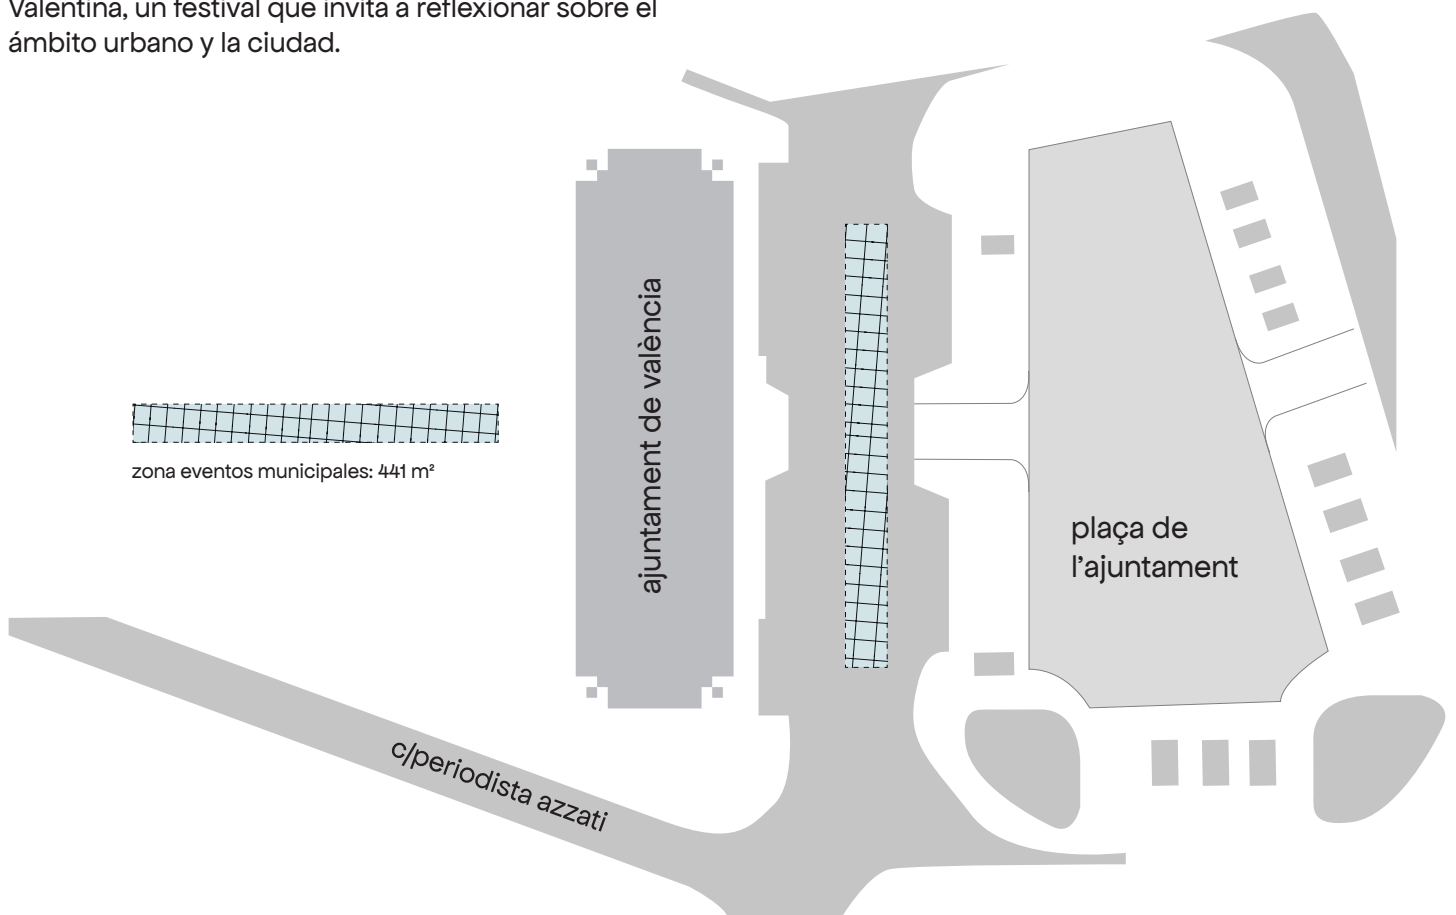 Valentina, un festival que invita a reflexionar sobre el
ámbito urbano y la ciudad.
ajuntament de valència
zona eventos municipales: 441 m²
plaça de
l’ajuntament
c/periodista azzati